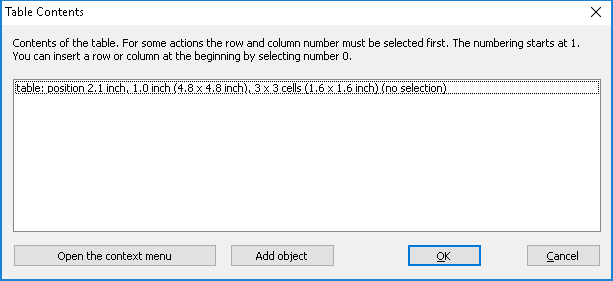 Table Contents
Contents of the table. For some actions the row and column number must be selected first. The numbering starts at 1.
You can insert a row or column at the beginning by selecting number 0.
table: position 2.1 inch, 1.0 inch (4.8 x 4.8 inch), 3 x 3 cells (1.6 x 1.6 inch) (no selection)
Open the context menu
Add object
OK
Cancel